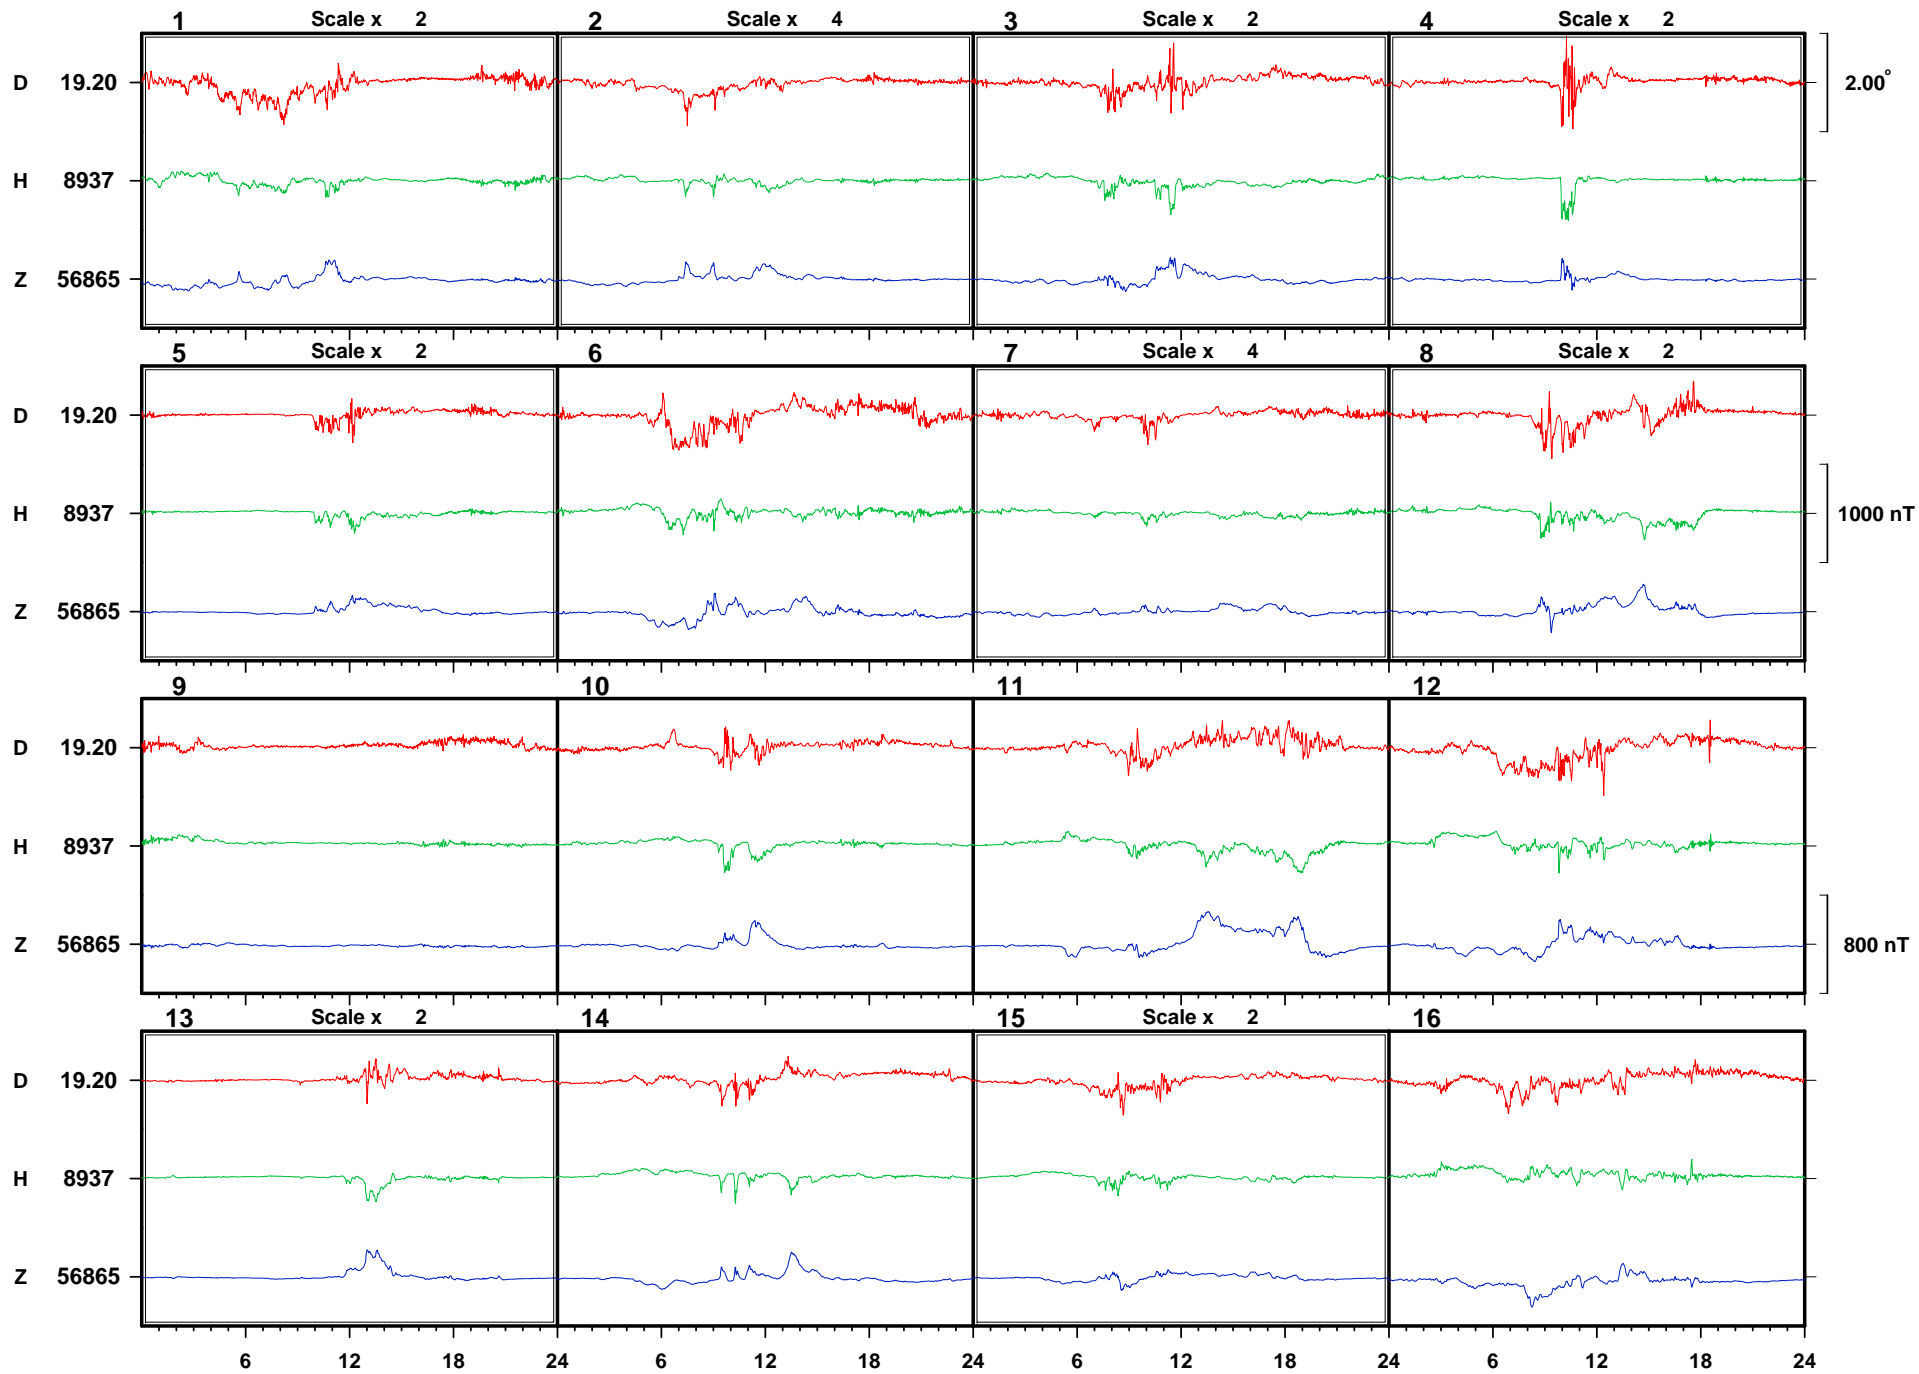 1 Scale x 2 2 Scale x 4 3 Scale x 2 4 Scale x 2
D 19.20 2.00°
H 8937
Z 56865
5 Scale x 2 6 7 Scale x 4 8 Scale x 2
D 19.20
H 8937 1000 nT
Z 56865
9 10 11 12
D 19.20
H 8937
Z 56865 800 nT
13 Scale x 2 14 15 Scale x 2 16
D 19.20
H 8937
Z 56865
6 12 18 24 6 12 18 24 6 12 18 24 6 12 18 24